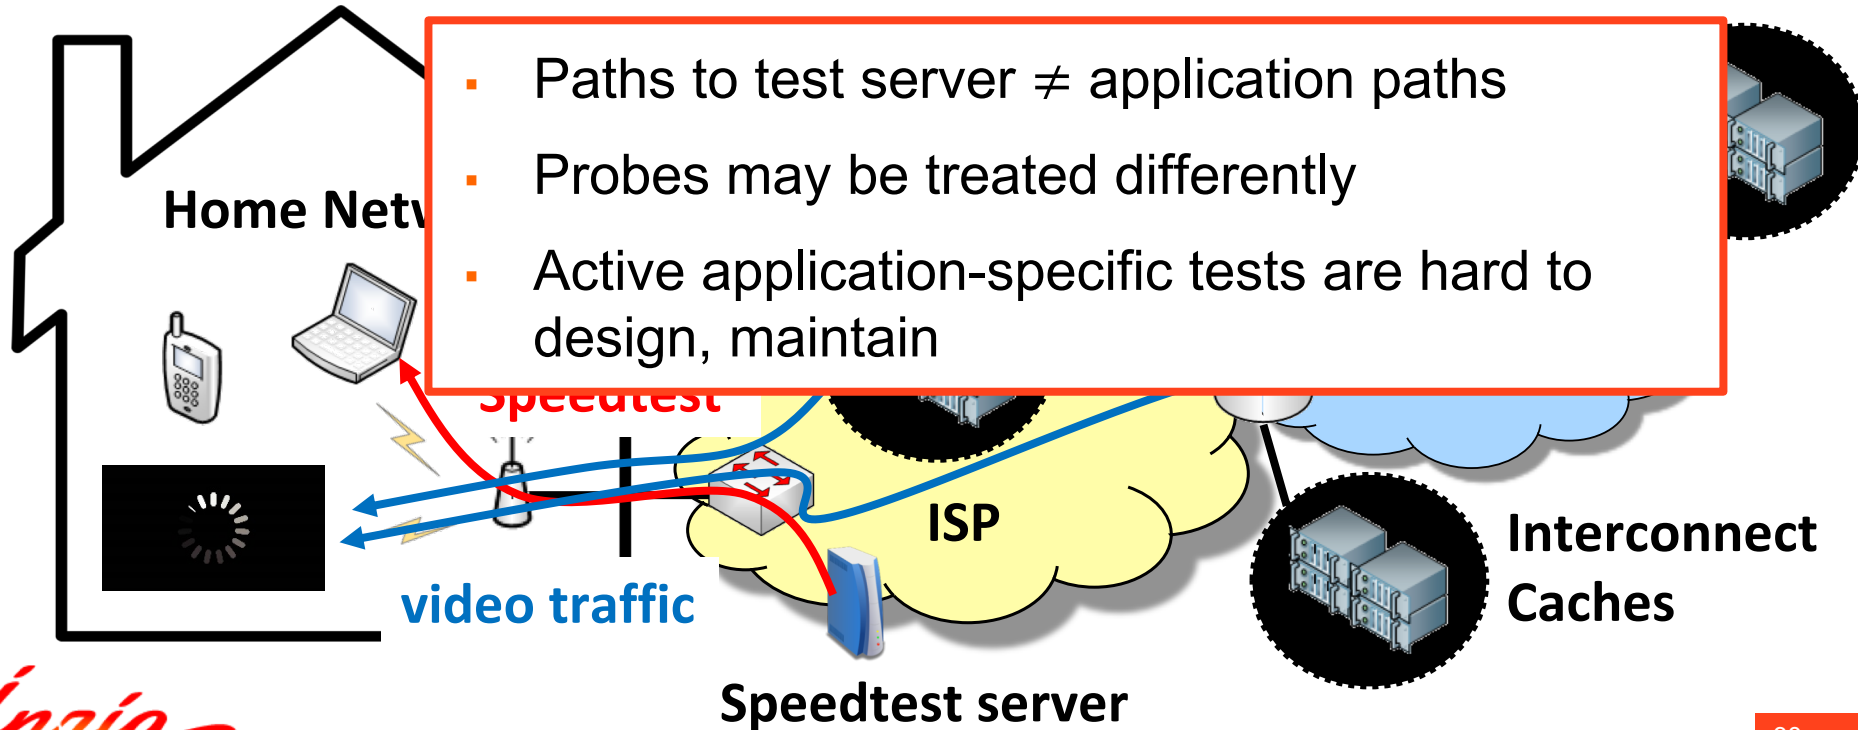 ▪ Paths to test server ≠ application paths
▪ Probes may be treated differently
▪ Active application-specific tests are hard to
design, maintain
Home Netw
Speedtest
ISP
video traffic
Interconnect
Caches
Speedtest server